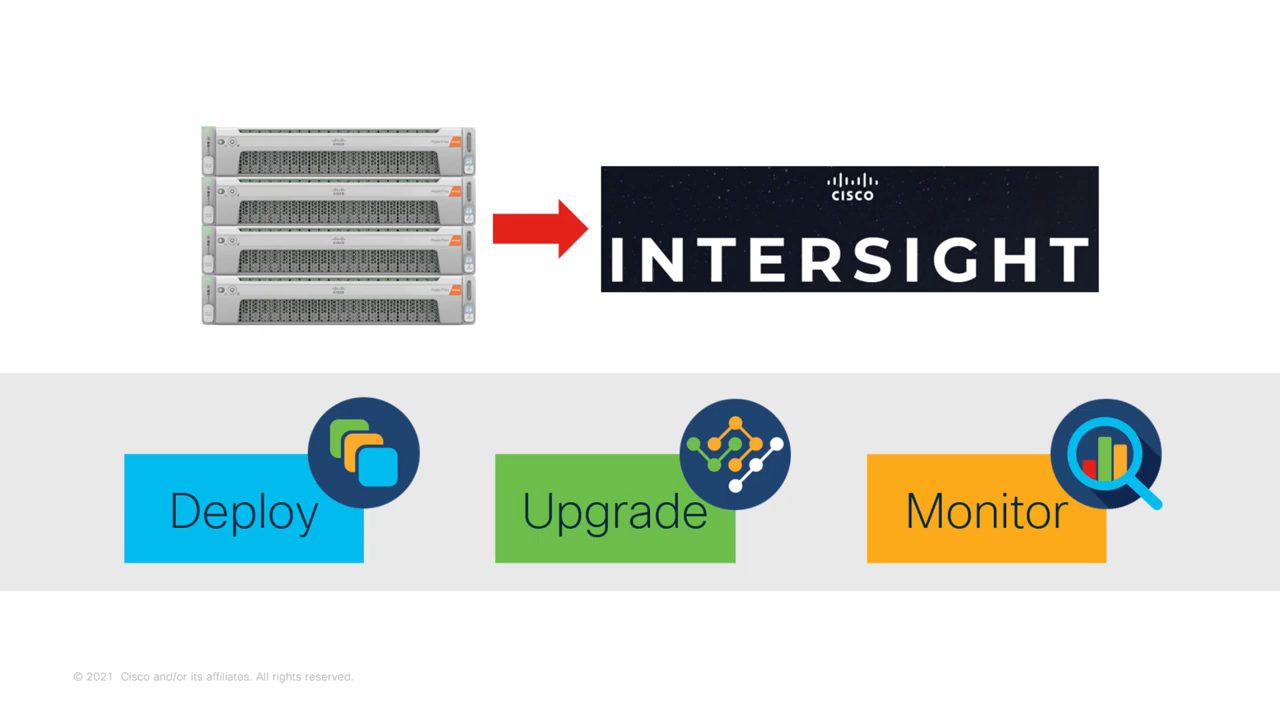 CISCO
INTERSIGHT
Deploy
Upgrade
Monitor
© 2021 Cisco and/or its affiliates. All rights reserved.